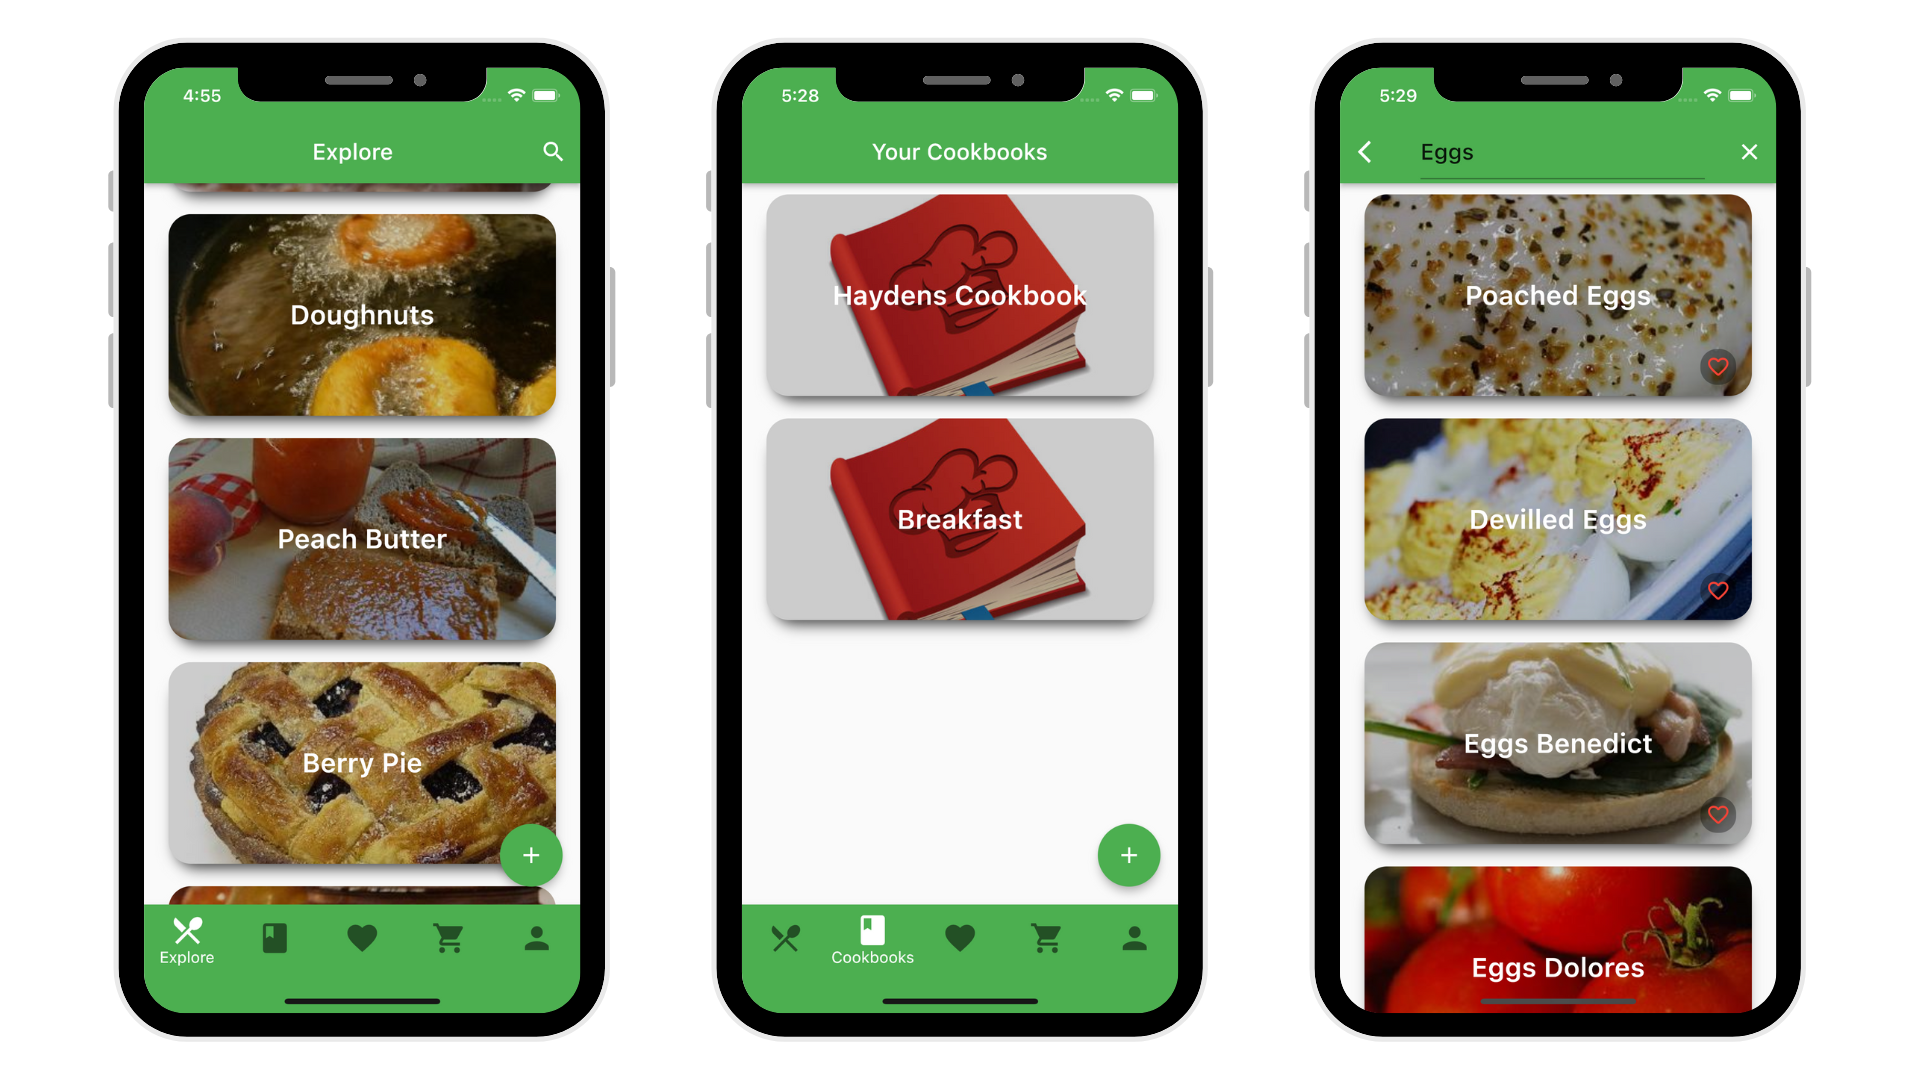 4:55
Explore
Doughnuts
Peach Butter
Berry Pie
Explore
5:28
Your Cookbooks
Haydens Cookbook
Breakfast
Cookbooks
5:29
Eggs
Poached Eggs
Devilled Eggs
Eggs Benedict
Eggs Dolores